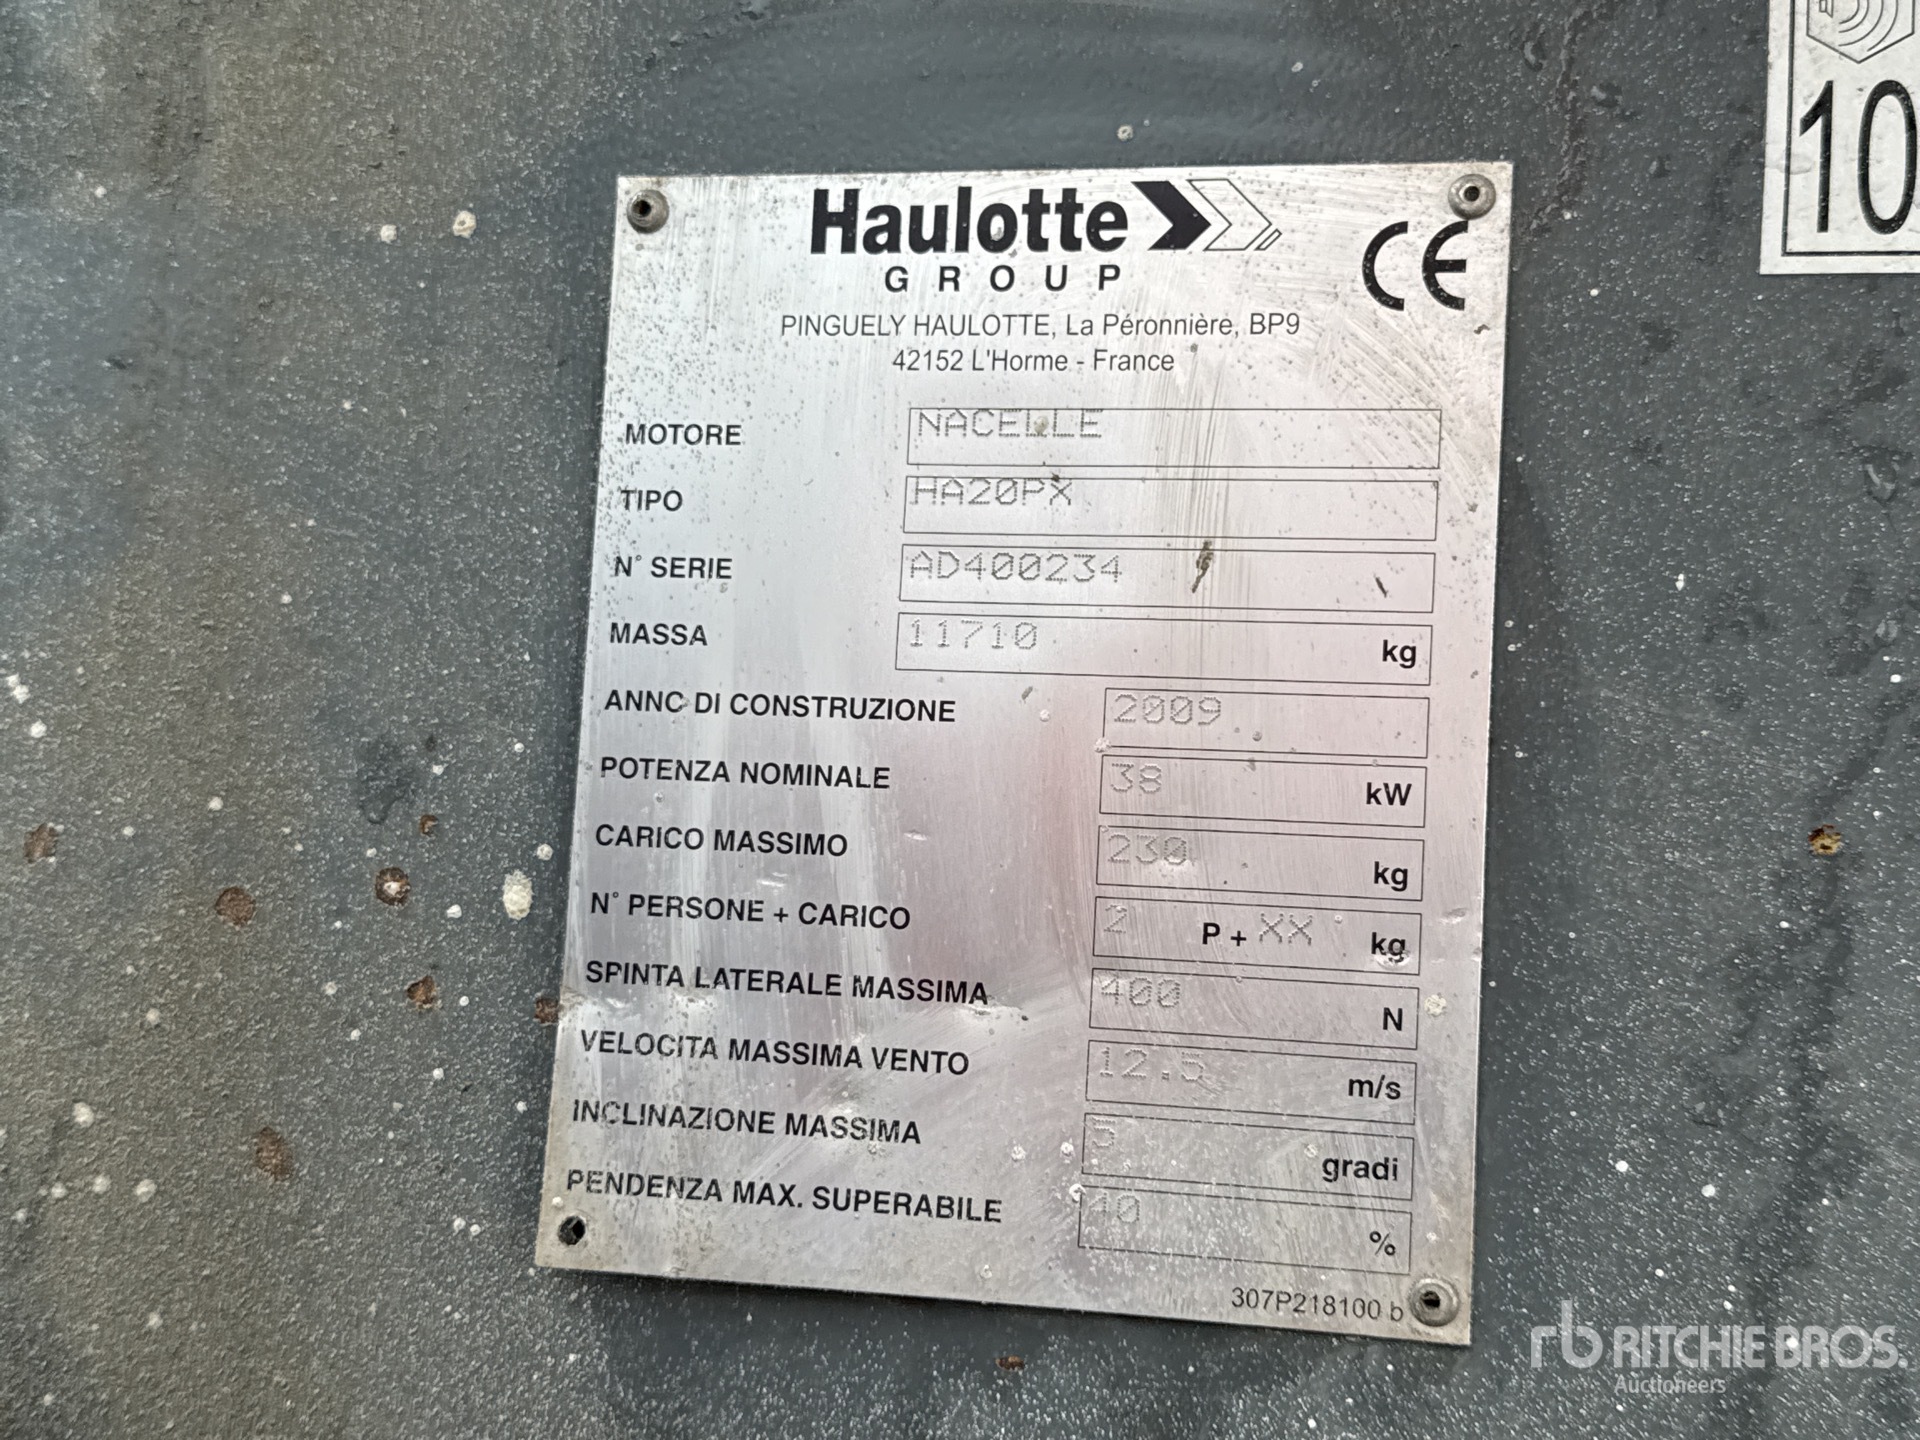 10
Haulotte
GROUP
CE
PINGUELY HAULOTTE, La Péronnière, BP9
42152 L'Horme - France
MOTORE NACELLE
TIPO HA20PX
N° SERIE AD400234
MASSA 11710 kg
ANNC DI CONSTRUZIONE 2009
POTENZA NOMINALE 38 kW
CARICO MASSIMO 230 kg
N° PERSONE + CARICO 2 P + XX kg
SPINTA LATERALE MASSIMA 400 N
VELOCITA MASSIMA VENTO 12.5 m/s
INCLINAZIONE MASSIMA 5 gradi
PENDENZA MAX. SUPERABILE 40 %
307P218100 b
rb RITCHIE BROS.
Auctioneers